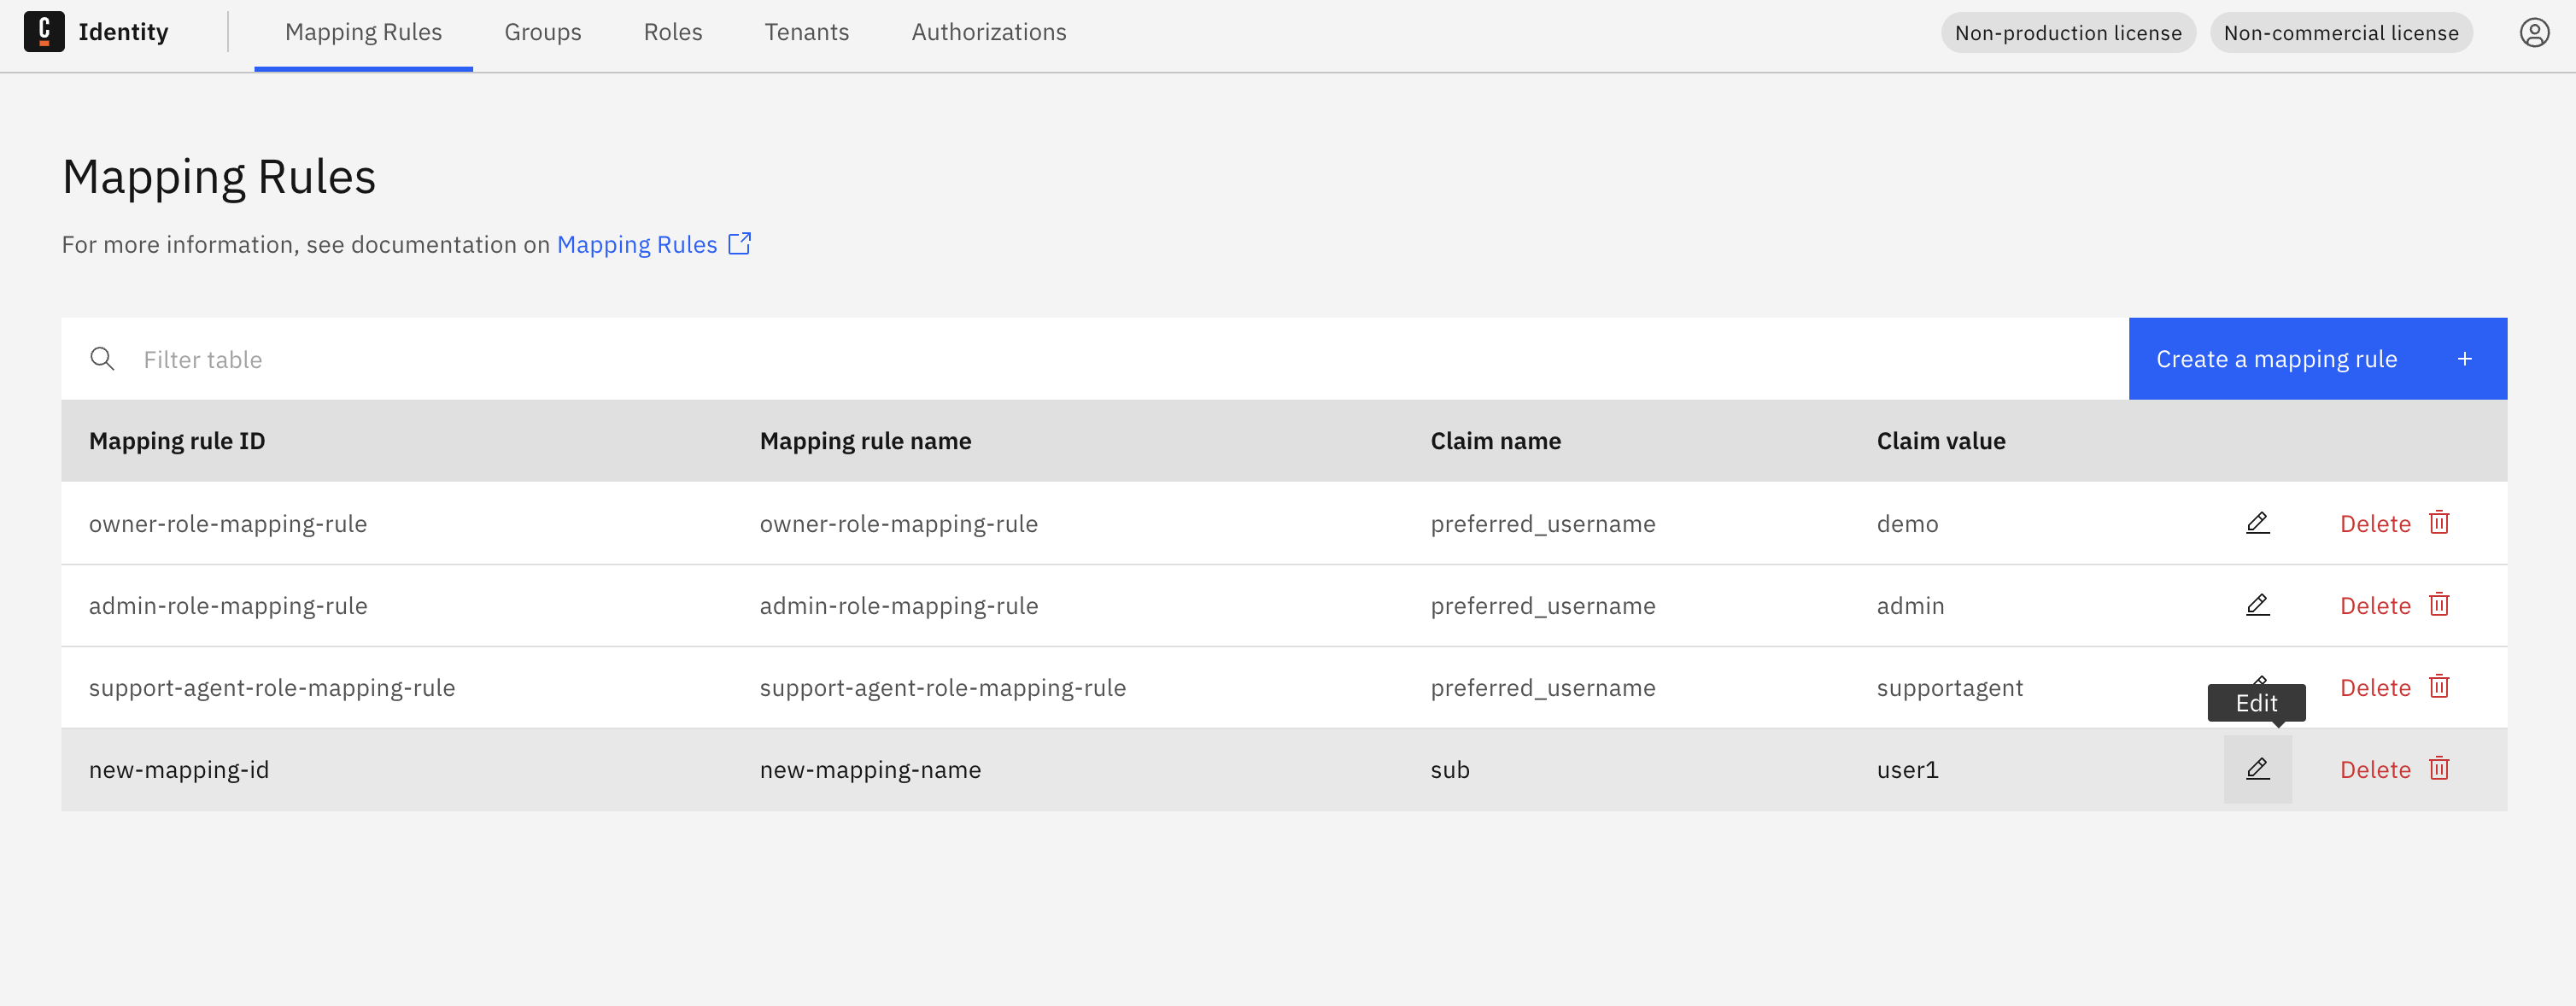 Identity Mapping Rules Groups Roles Tenants Authorizations Non-production license Non-commercial license
Mapping Rules
For more information, see documentation on Mapping Rules
Filter table Create a mapping rule +
Mapping rule ID Mapping rule name Claim name Claim value
owner-role-mapping-rule owner-role-mapping-rule preferred_username demo Delete
admin-role-mapping-rule admin-role-mapping-rule preferred_username admin Delete
support-agent-role-mapping-rule support-agent-role-mapping-rule preferred_username supportagent Delete
Edit
new-mapping-id new-mapping-name sub user1 Delete